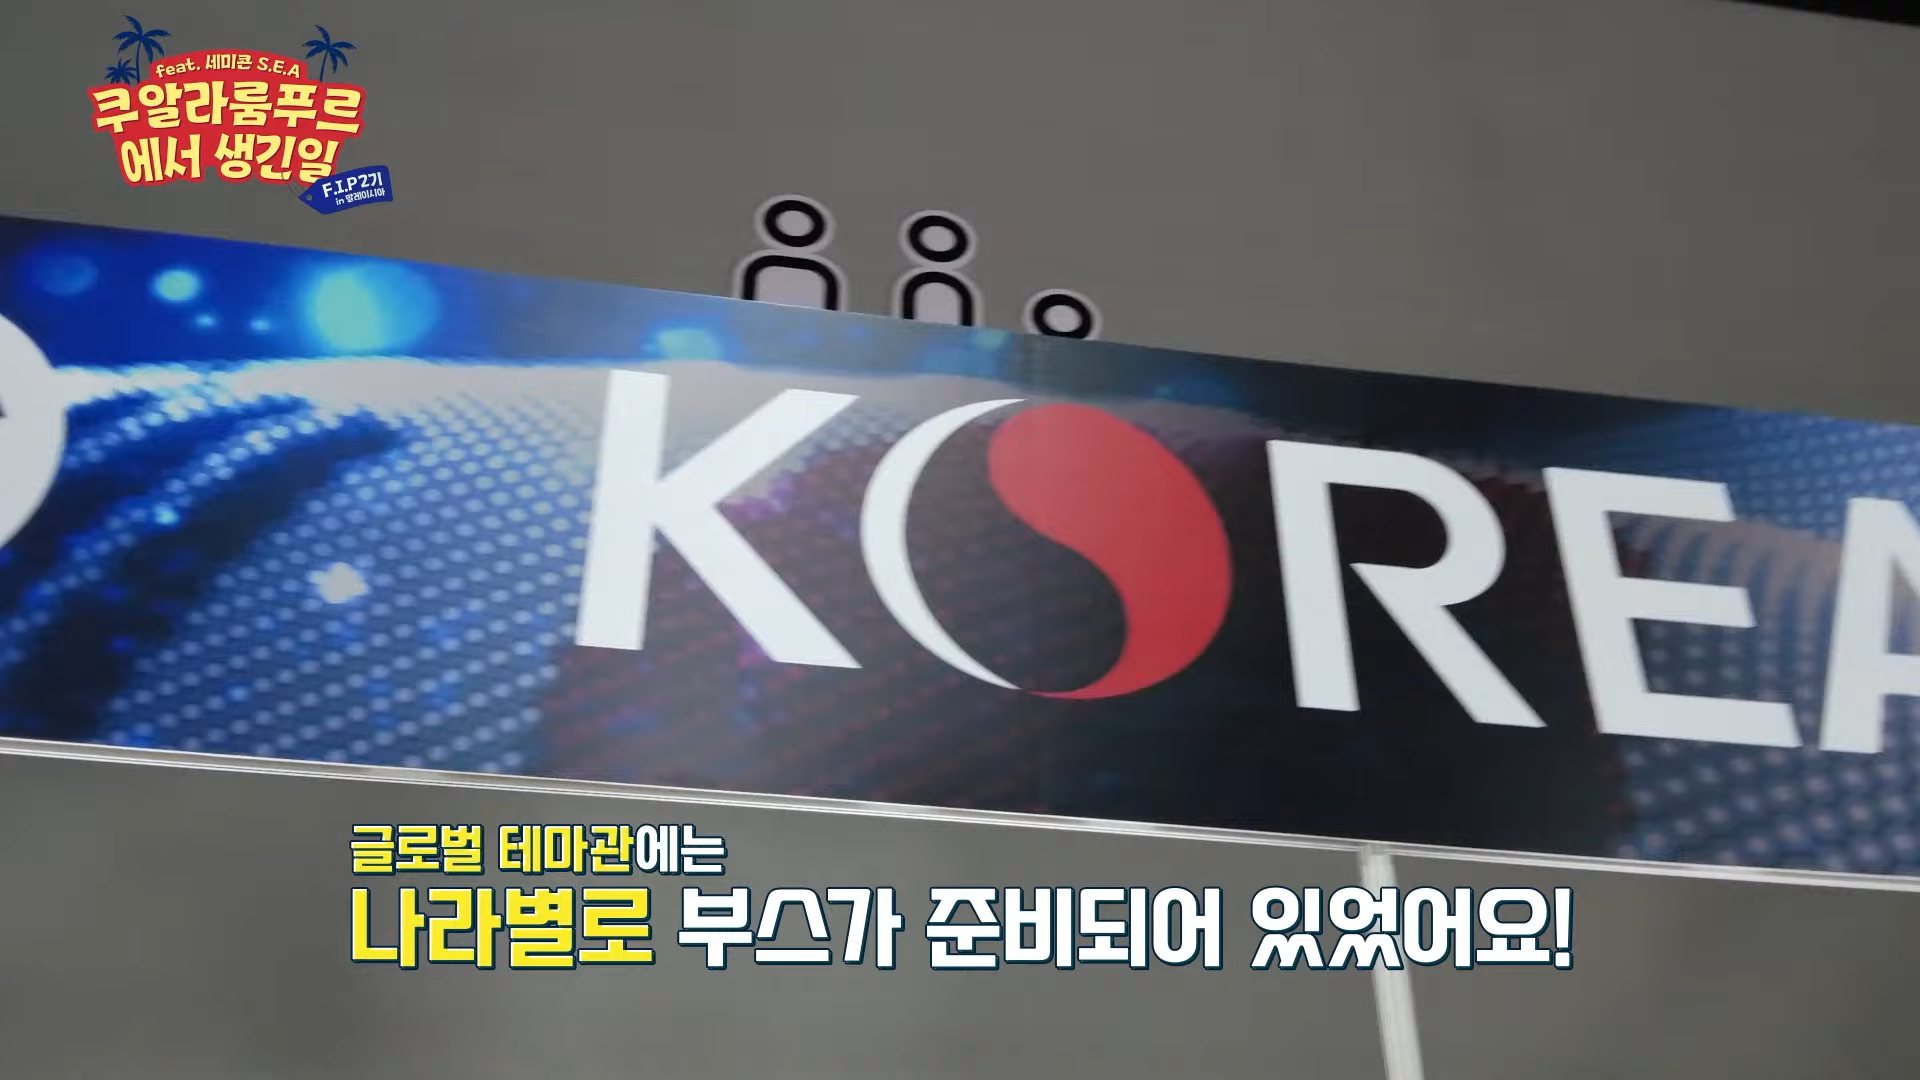 feat. 세미콘 S.E.A
쿠알라룸푸르
에서 생긴일
F.I.P 2기
in 말레이시아
KOREA
글로벌 테마관에는
나라별로 부스가 준비되어 있었어요!